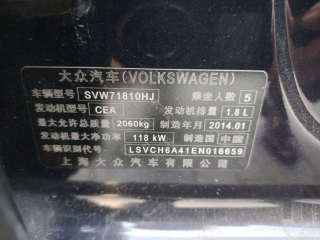 大众汽车(VOLKSWAGEN)
车辆型号 SVW71810HJ 乘坐人数 5
发动机型号 CEA 发动机排量 1.8 L
最大允许总质量 2060kg 制造年月 2014.01
发动机最大净功率 118 kW 制造国 中国
车辆识别代号 LSVCH6A41EN016659
上海大众汽车有限公司